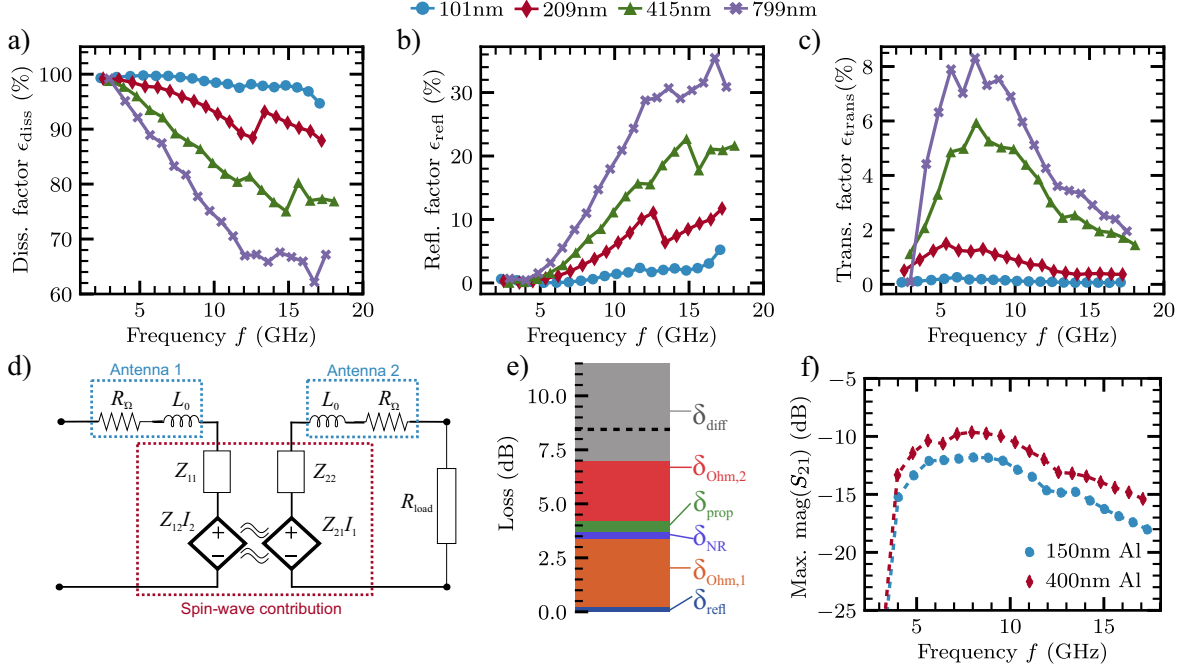 101nm 209nm 415nm 799nm
a)
b)
c)
Diss. factor ϵdiss (%)
100
90
80
70
60
5 10 15 20
Frequency f (GHz)
Refl. factor ϵrefl (%)
30
20
10
0
5 10 15 20
Frequency f (GHz)
Trans. factor ϵtrans(%)
8
6
4
2
0
5 10 15 20
Frequency f (GHz)
d)
Antenna 1
Antenna 2
RΩ L0
L0 RΩ
Z11
Z22
Z12I2
Z21I1
+
−
+
−
Rload
Spin-wave contribution
e)
Loss (dB)
10.0
7.5
5.0
2.5
0.0
δdiff
δOhm,2
δprop
δNR
δOhm,1
δrefl
f)
Max. mag(S21) (dB)
−5
−10
−15
−20
−25
5 10 15
Frequency f (GHz)
150nm Al
400nm Al